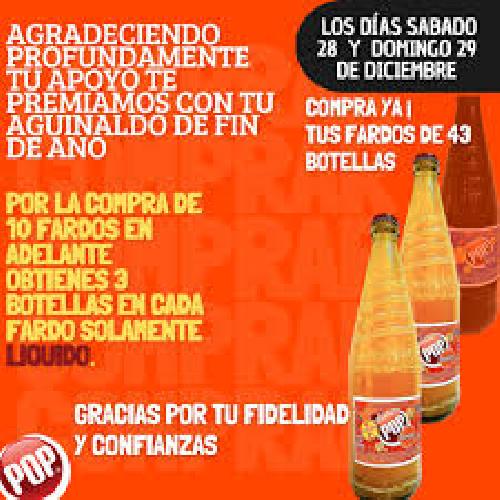 AGRADECIENDO
PROFUNDAMENTE
TU APOYO TE
PREMIAMOS CON TU
AGUINALDO DE FIN
DE ANO
LOS DÍAS SABADO
28 Y DOMINGO 29
DE DICIEMBRE
COMPRA YA¡
TUS FARDOS DE 43
BOTELLAS
POR LA COMPRA DE
10 FARDOS EN
ADELANTE
OBTIENES 3
BOTELLAS EN CADA
FARDO SOLAMENTE
LIQUIDO.
GRACIAS POR TU FIDELIDAD
Y CONFIANZAS
POP!
POP!
POP